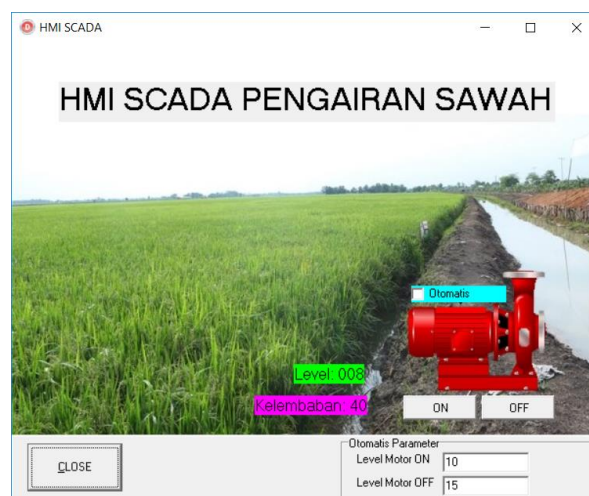 HMI SCADA
HMI SCADA PENGAIRAN SAWAH
Otomatis
Level: 008
Kelembaban: 40
ON OFF
CLOSE
Otomatis Parameter
Level Motor ON 10
Level Motor OFF 15